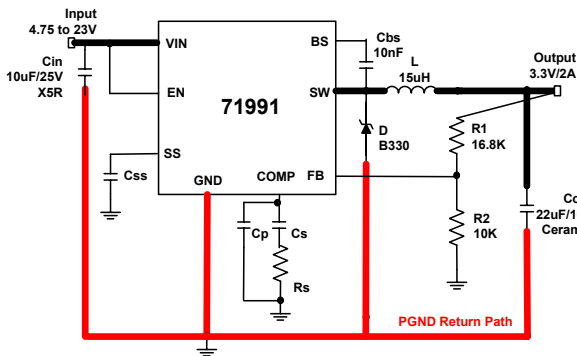 Input
4.75 to 23V
Cin
10uF/25V
X5R
VIN
EN
SS
GND
COMP
71991
BS
SW
FB
Cbs
10nF
L
15uH
Output
3.3V/2A
D
B330
R1
16.8K
R2
10K
22uF/1
Css
Cp
Cs
Rs
PGND Return Path